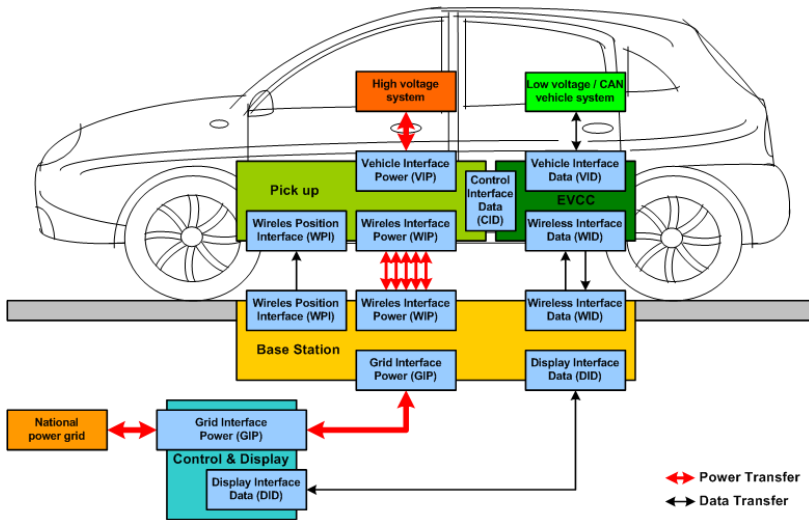 High voltage
system
Low voltage / CAN
vehicle system
Vehicle Interface
Power (VIP)
Vehicle Interface
Data (VID)
Pick up
Control
Interface
Data
(CID)
EVCC
Wireles Position
Interface (WPI)
Wireles Interface
Power (WIP)
Wireless Interface
Data (WID)
Wireles Position
Interface (WPI)
Wireles Interface
Power (WIP)
Wireless Interface
Data (WID)
Base Station
Grid Interface
Power (GIP)
Display Interface
Data (DID)
National
power grid
Grid Interface
Power (GIP)
Control & Display
Display Interface
Data (DID)
Power Transfer
Data Transfer